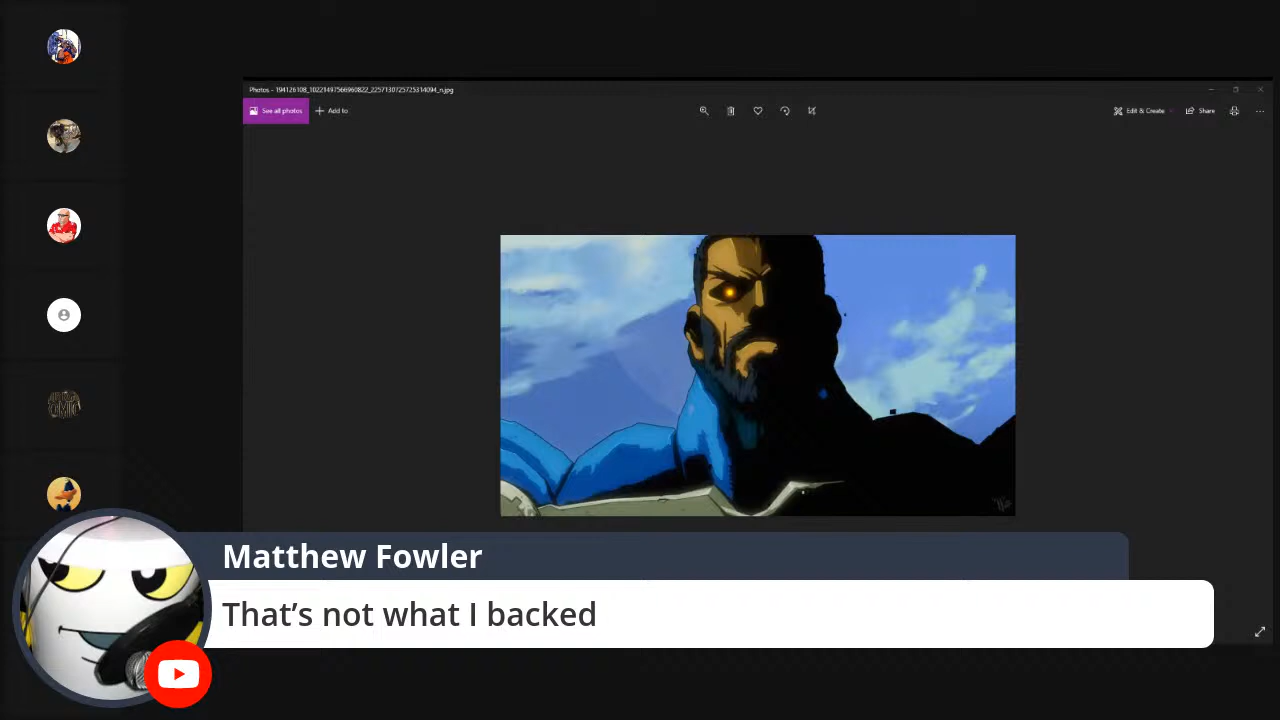 Photos - 194126108_10221497566960822_2257130725725314094_n.jpg
See all photos
Add to
Edit & Create
Share
Matthew Fowler
That’s not what I backed